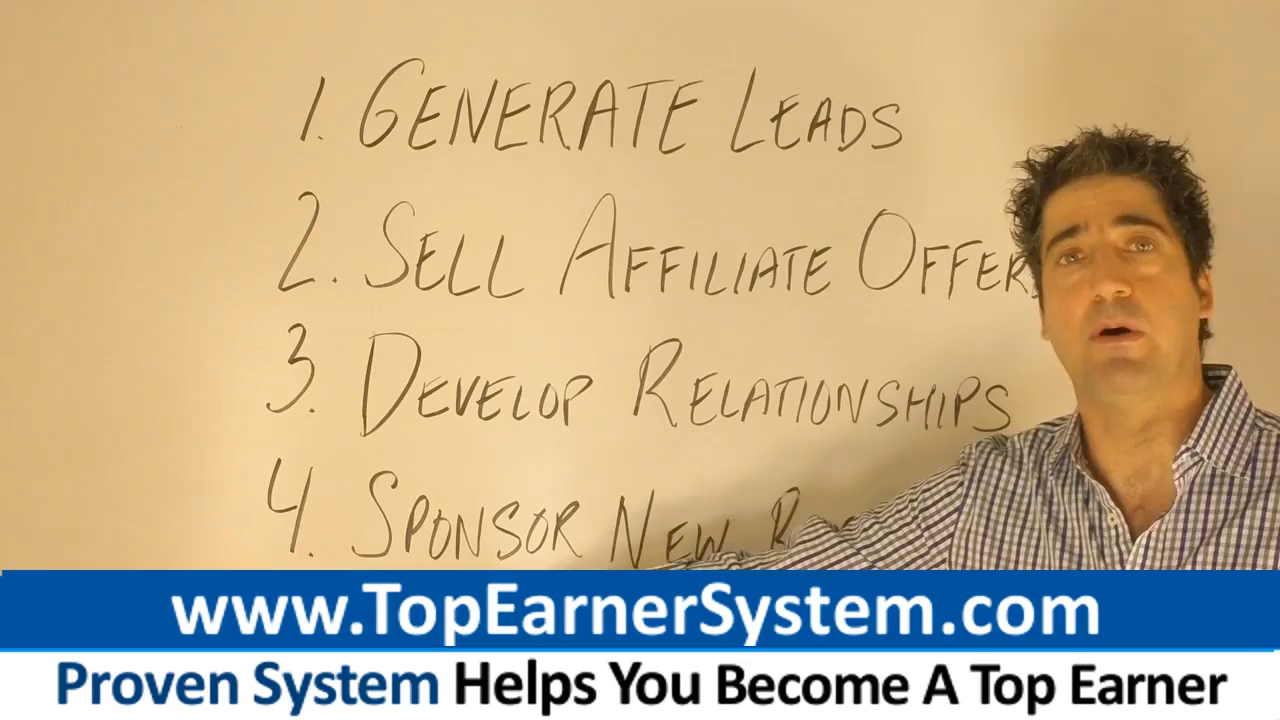 1. GENERATE LEADS
2. SELL AFFILIATE OFFER
3. DEVELOP RELATIONSHIPS
4. SPONSOR NEW
www.TopEarnerSystem.com
Proven System Helps You Become A Top Earner